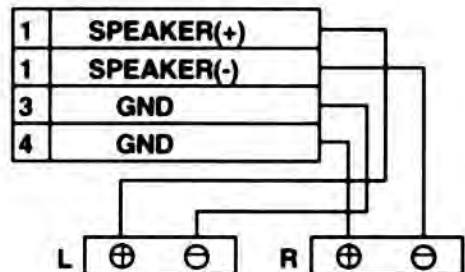 1 SPEAKER(+)
1 SPEAKER(-)
3 GND
4 GND
L ⊕ ⊖ R ⊕ ⊖